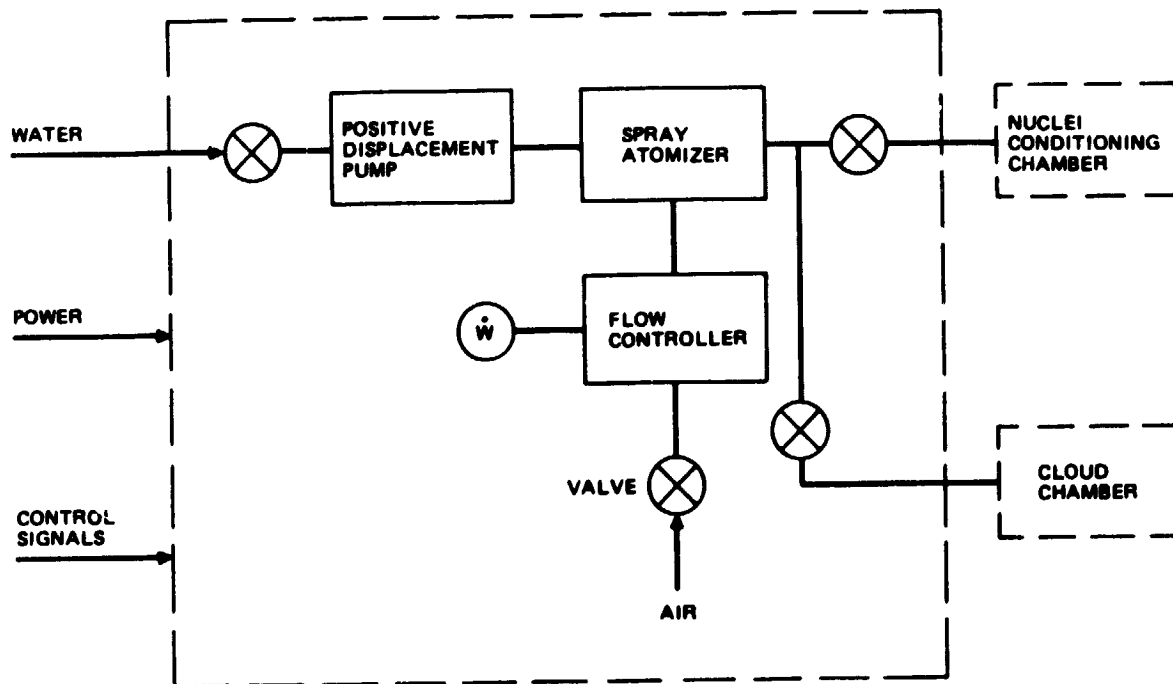 WATER
POSITIVE
DISPLACEMENT
PUMP
SPRAY
ATOMIZER
NUCLEI
CONDITIONING
CHAMBER
POWER
Ẇ
FLOW
CONTROLLER
VALVE
CLOUD
CHAMBER
CONTROL
SIGNALS
AIR